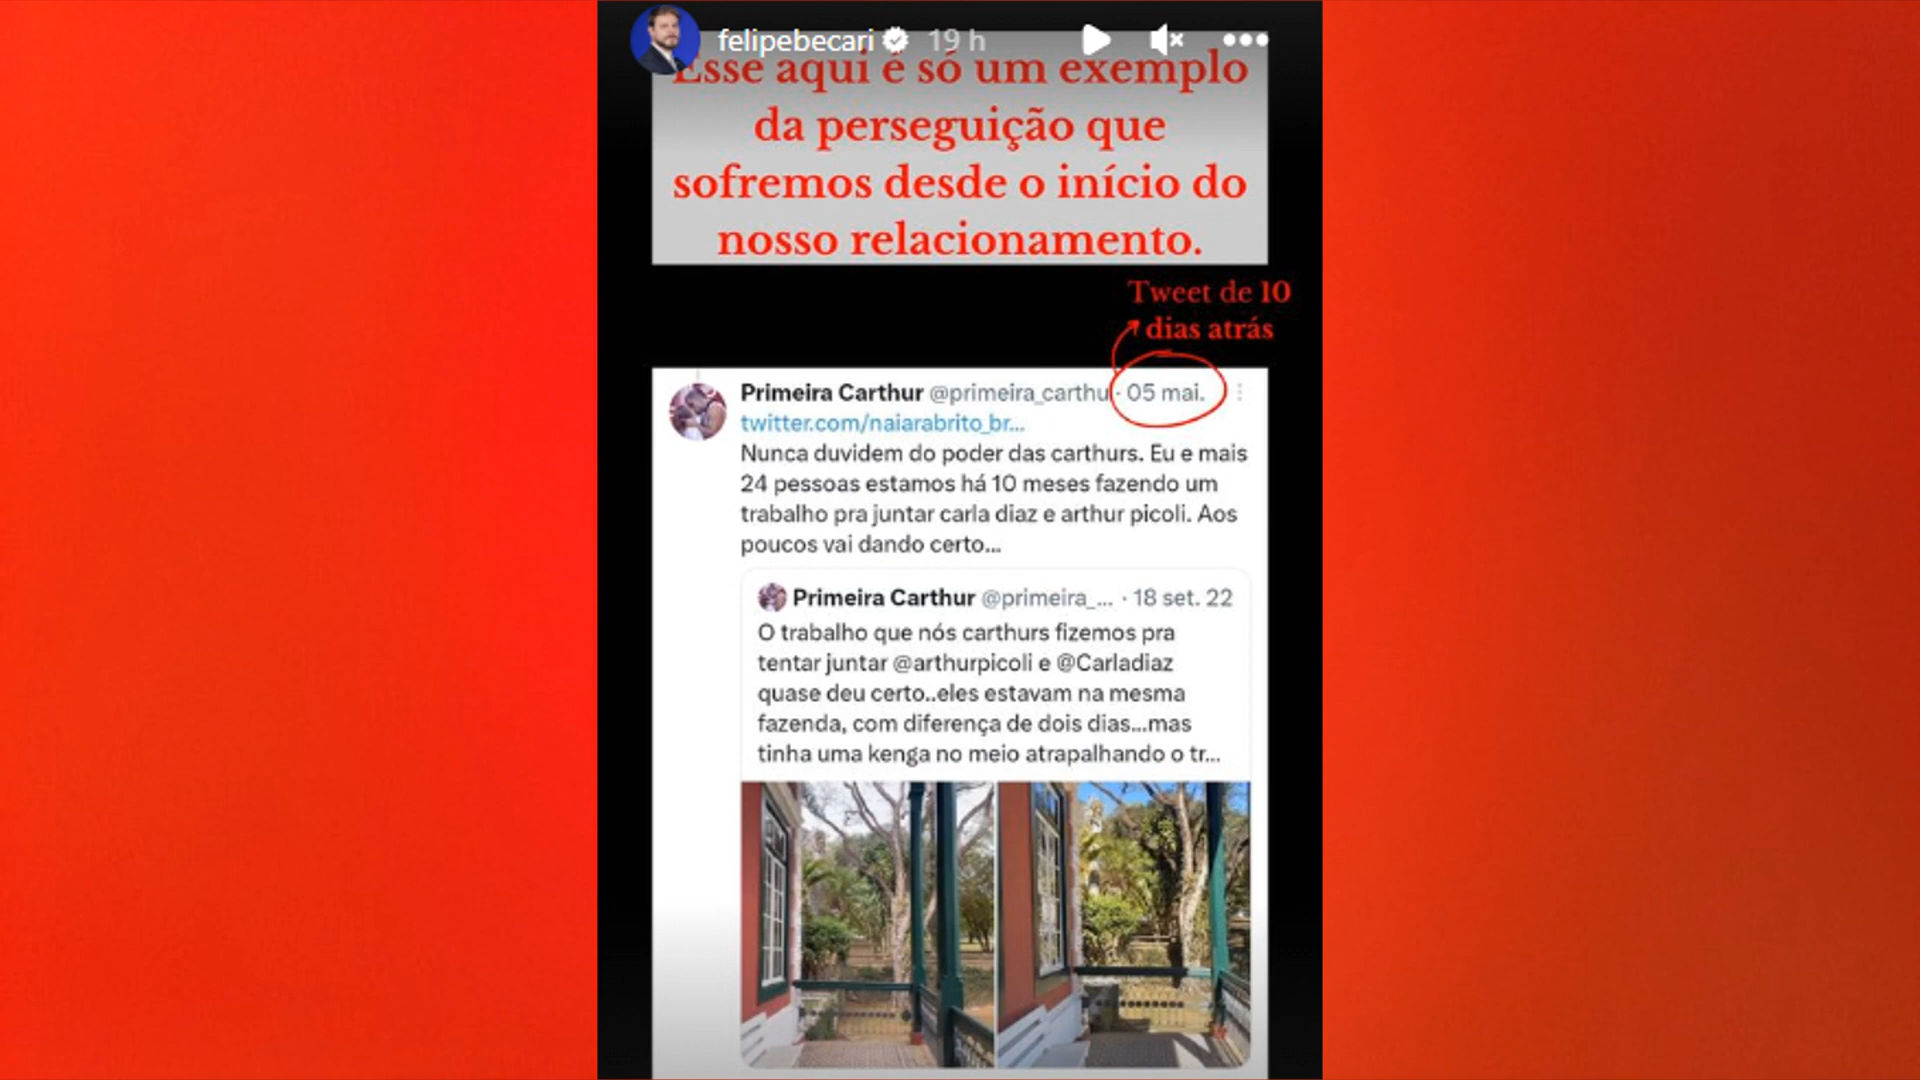 felipebecari 19 h
Esse aqui é só um exemplo
da perseguição que
sofremos desde o início do
nosso relacionamento.
Tweet de 10
dias atrás
Primeira Carthur @primeira_carthu · 05 mai.
twitter.com/naiarabrito_br...
Nunca duvidem do poder das carthurs. Eu e mais
24 pessoas estamos há 10 meses fazendo um
trabalho pra juntar carla diaz e arthur picoli. Aos
poucos vai dando certo...
Primeira Carthur @primeira_... · 18 set. 22
O trabalho que nós carthurs fizemos pra
tentar juntar @arthurpicoli e @Carladiaz
quase deu certo..eles estavam na mesma
fazenda, com diferença de dois dias...mas
tinha uma kenga no meio atrapalhando o tr...